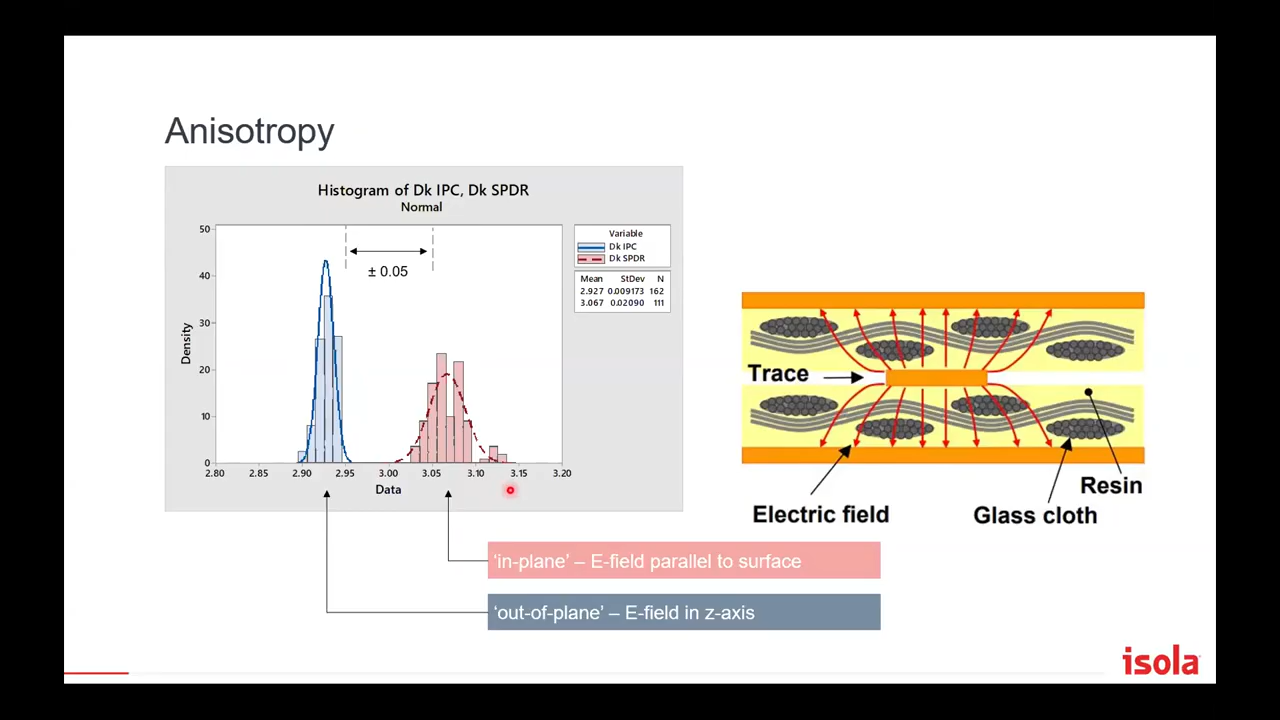 Anisotropy
Histogram of Dk IPC, Dk SPDR
Normal
50
40
30
20
10
0
Density
± 0.05
2.80 2.85 2.90 2.95 3.00 3.05 3.10 3.15 3.20
Data
Variable
Dk IPC
Dk SPDR
Mean StDev N
2.927 0.009173 162
3.067 0.02090 111
Trace
Electric field
Glass cloth
Resin
‘in-plane’ – E-field parallel to surface
‘out-of-plane’ – E-field in z-axis
isola